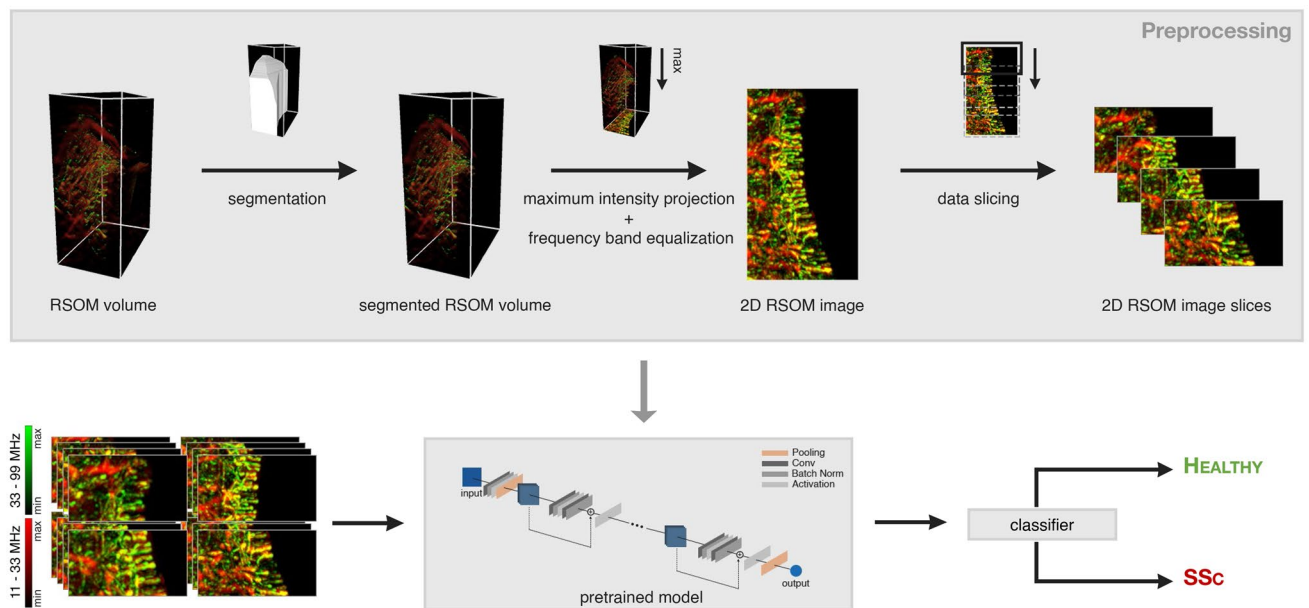 Preprocessing
max
segmentation
maximum intensity projection
+
frequency band equalization
data slicing
RSOM volume
segmented RSOM volume
2D RSOM image
2D RSOM image slices
33 - 99 MHz
max
min
11 - 33 MHz
max
min
input
Pooling
Conv
Batch Norm
Activation
output
pretrained model
HEALTHY
classifier
SSC